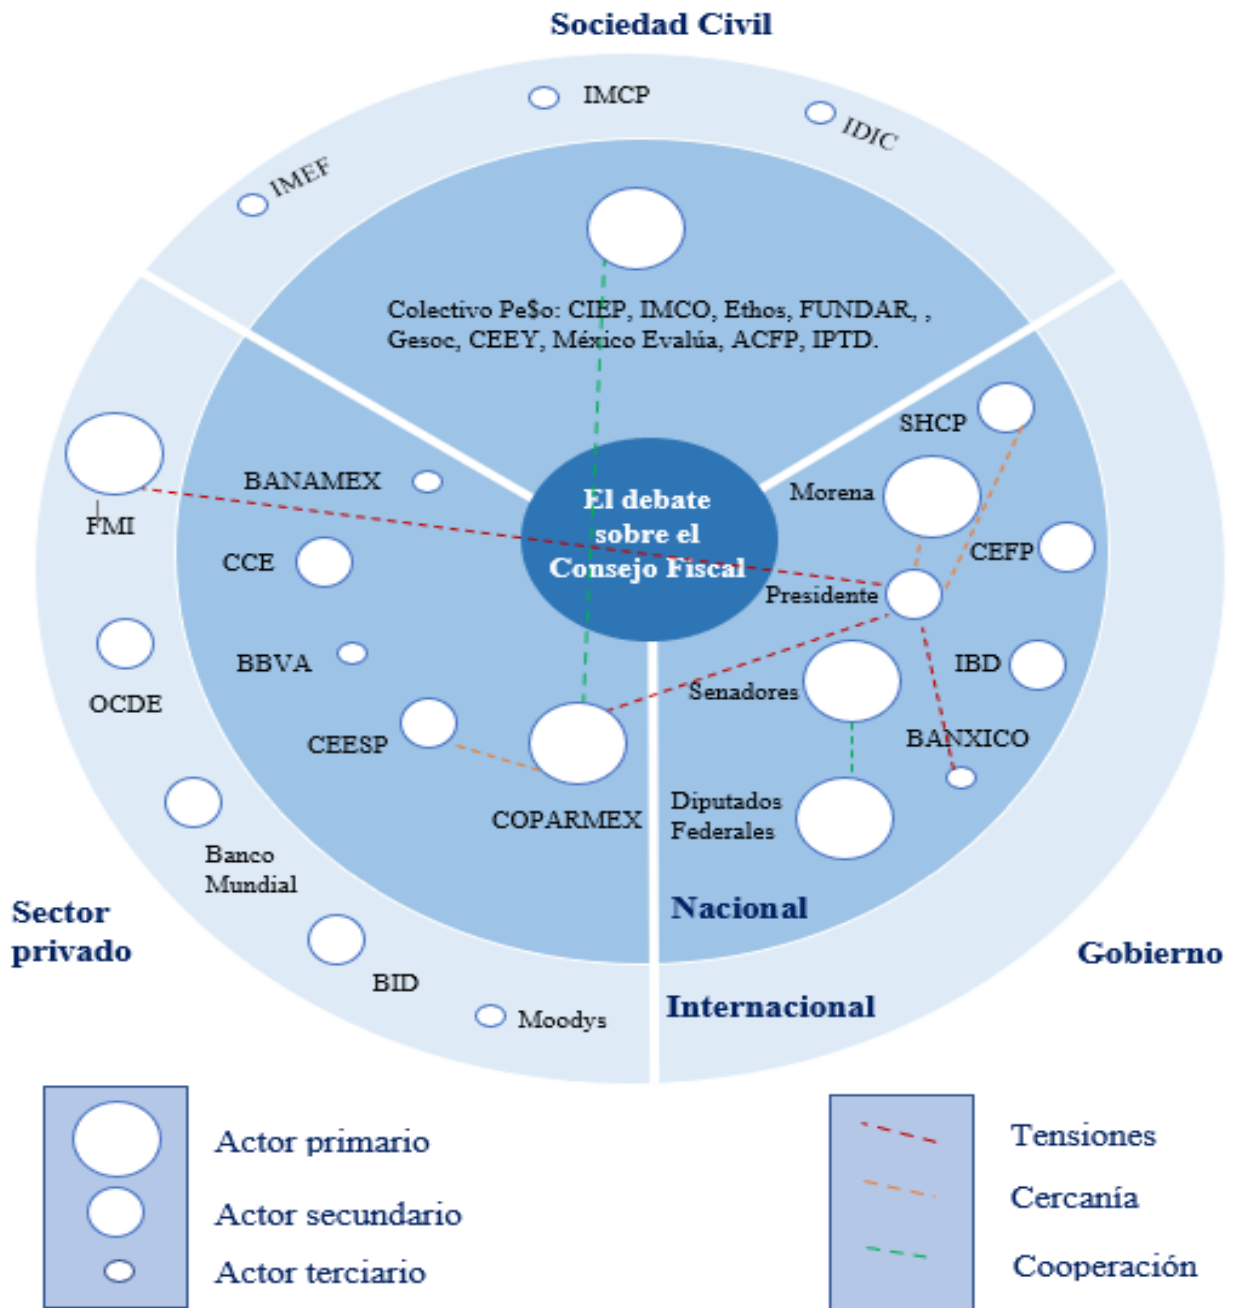 Sociedad Civil
IMCP
IDIC
IMEF
Colectivo Pe$o: CIEP, IMCO, Ethos, FUNDAR, ,
Gesoc, CEEY, México Evalúa, ACFP, IPTD.
SHCP
Morena
CEFP
Presidente
IBD
Senadores
BANXICO
Diputados
Federales
El debate
sobre el
Consejo Fiscal
BANAMEX
FMI
CCE
BBVA
OCDE
CEESP
COPARMEX
Banco
Mundial
BID
Moodys
Sector
privado
Nacional
Internacional
Gobierno
Actor primario
Actor secundario
Actor terciario
Tensiones
Cercanía
Cooperación